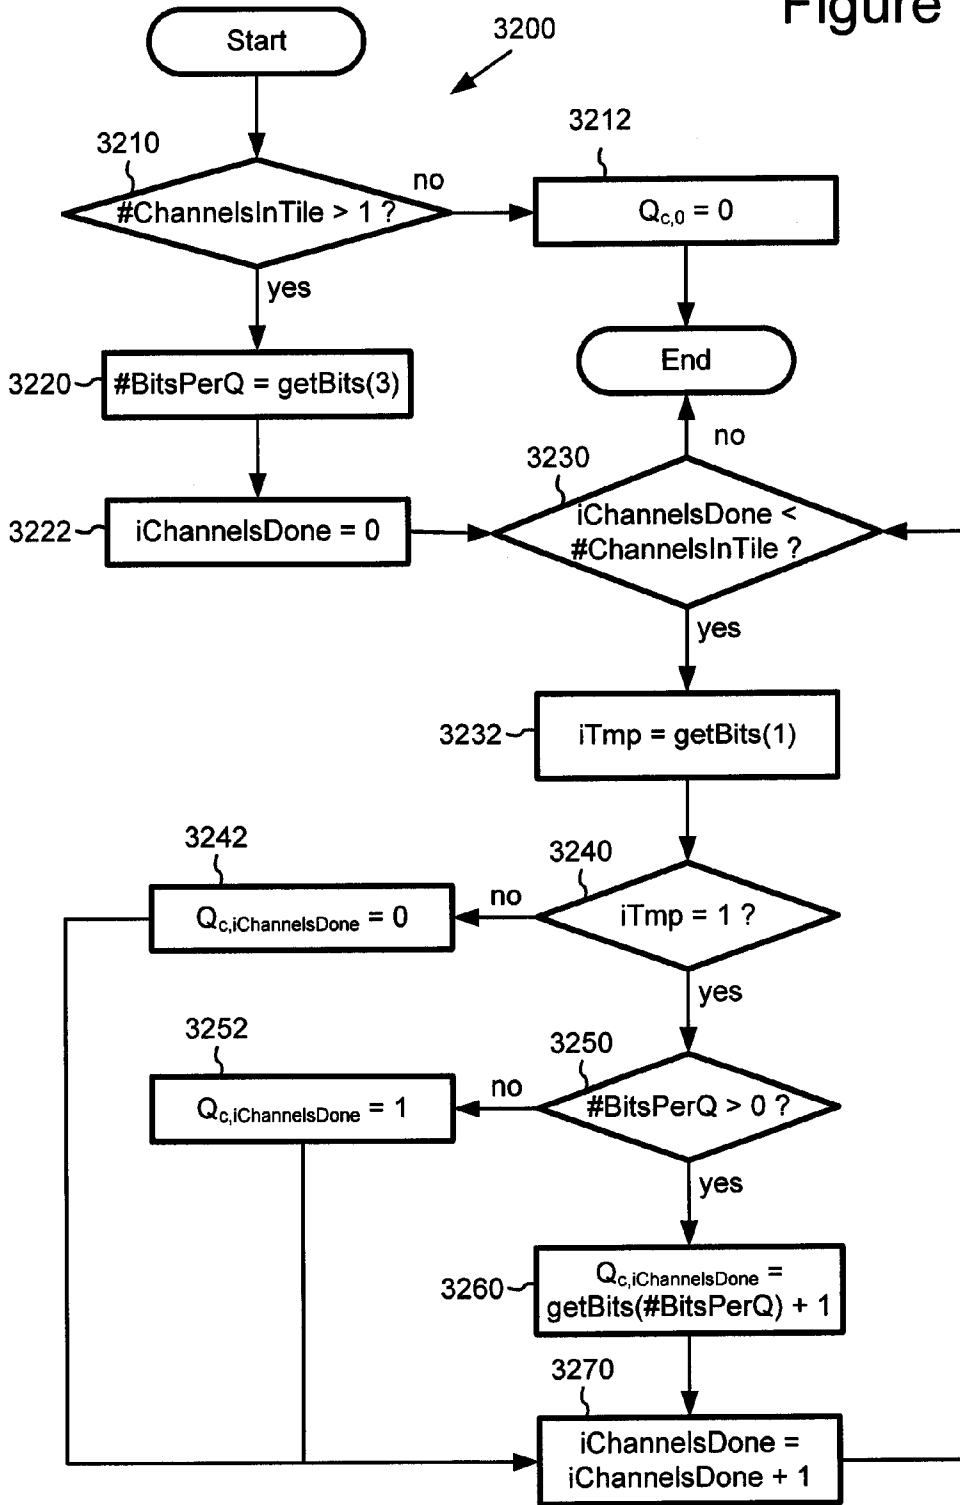 Figure
Start
3200
3210
3212
no
#ChannelsInTile > 1 ?
Qc,0 = 0
yes
End
3220
#BitsPerQ = getBits(3)
no
3230
3222
iChannelsDone = 0
iChannelsDone <
#ChannelsInTile ?
yes
3232
iTmp = getBits(1)
3242
3240
no
Qc,iChannelsDone = 0
iTmp = 1 ?
yes
3252
3250
no
Qc,iChannelsDone = 1
#BitsPerQ > 0 ?
yes
3260
Qc,iChannelsDone =
getBits(#BitsPerQ) + 1
3270
iChannelsDone =
iChannelsDone + 1